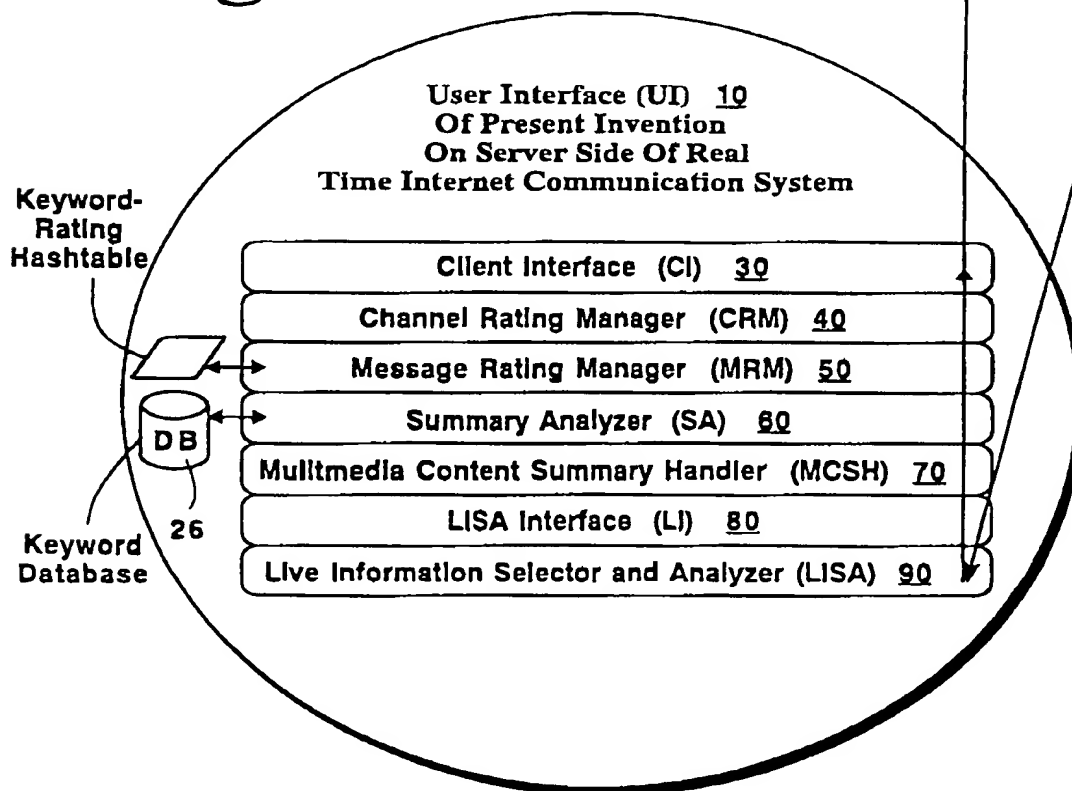 User Interface (UI) 10
Of Present Invention
On Server Side Of Real
Time Internet Communication System
Keyword-
Rating
Hashtable
Client Interface (CI) 30
Channel Rating Manager (CRM) 40
Message Rating Manager (MRM) 50
Summary Analyzer (SA) 60
Mulitmedia Content Summary Handler (MCSH) 70
LISA Interface (LI) 80
Live Information Selector and Analyzer (LISA) 90
DB
26
Keyword
Database